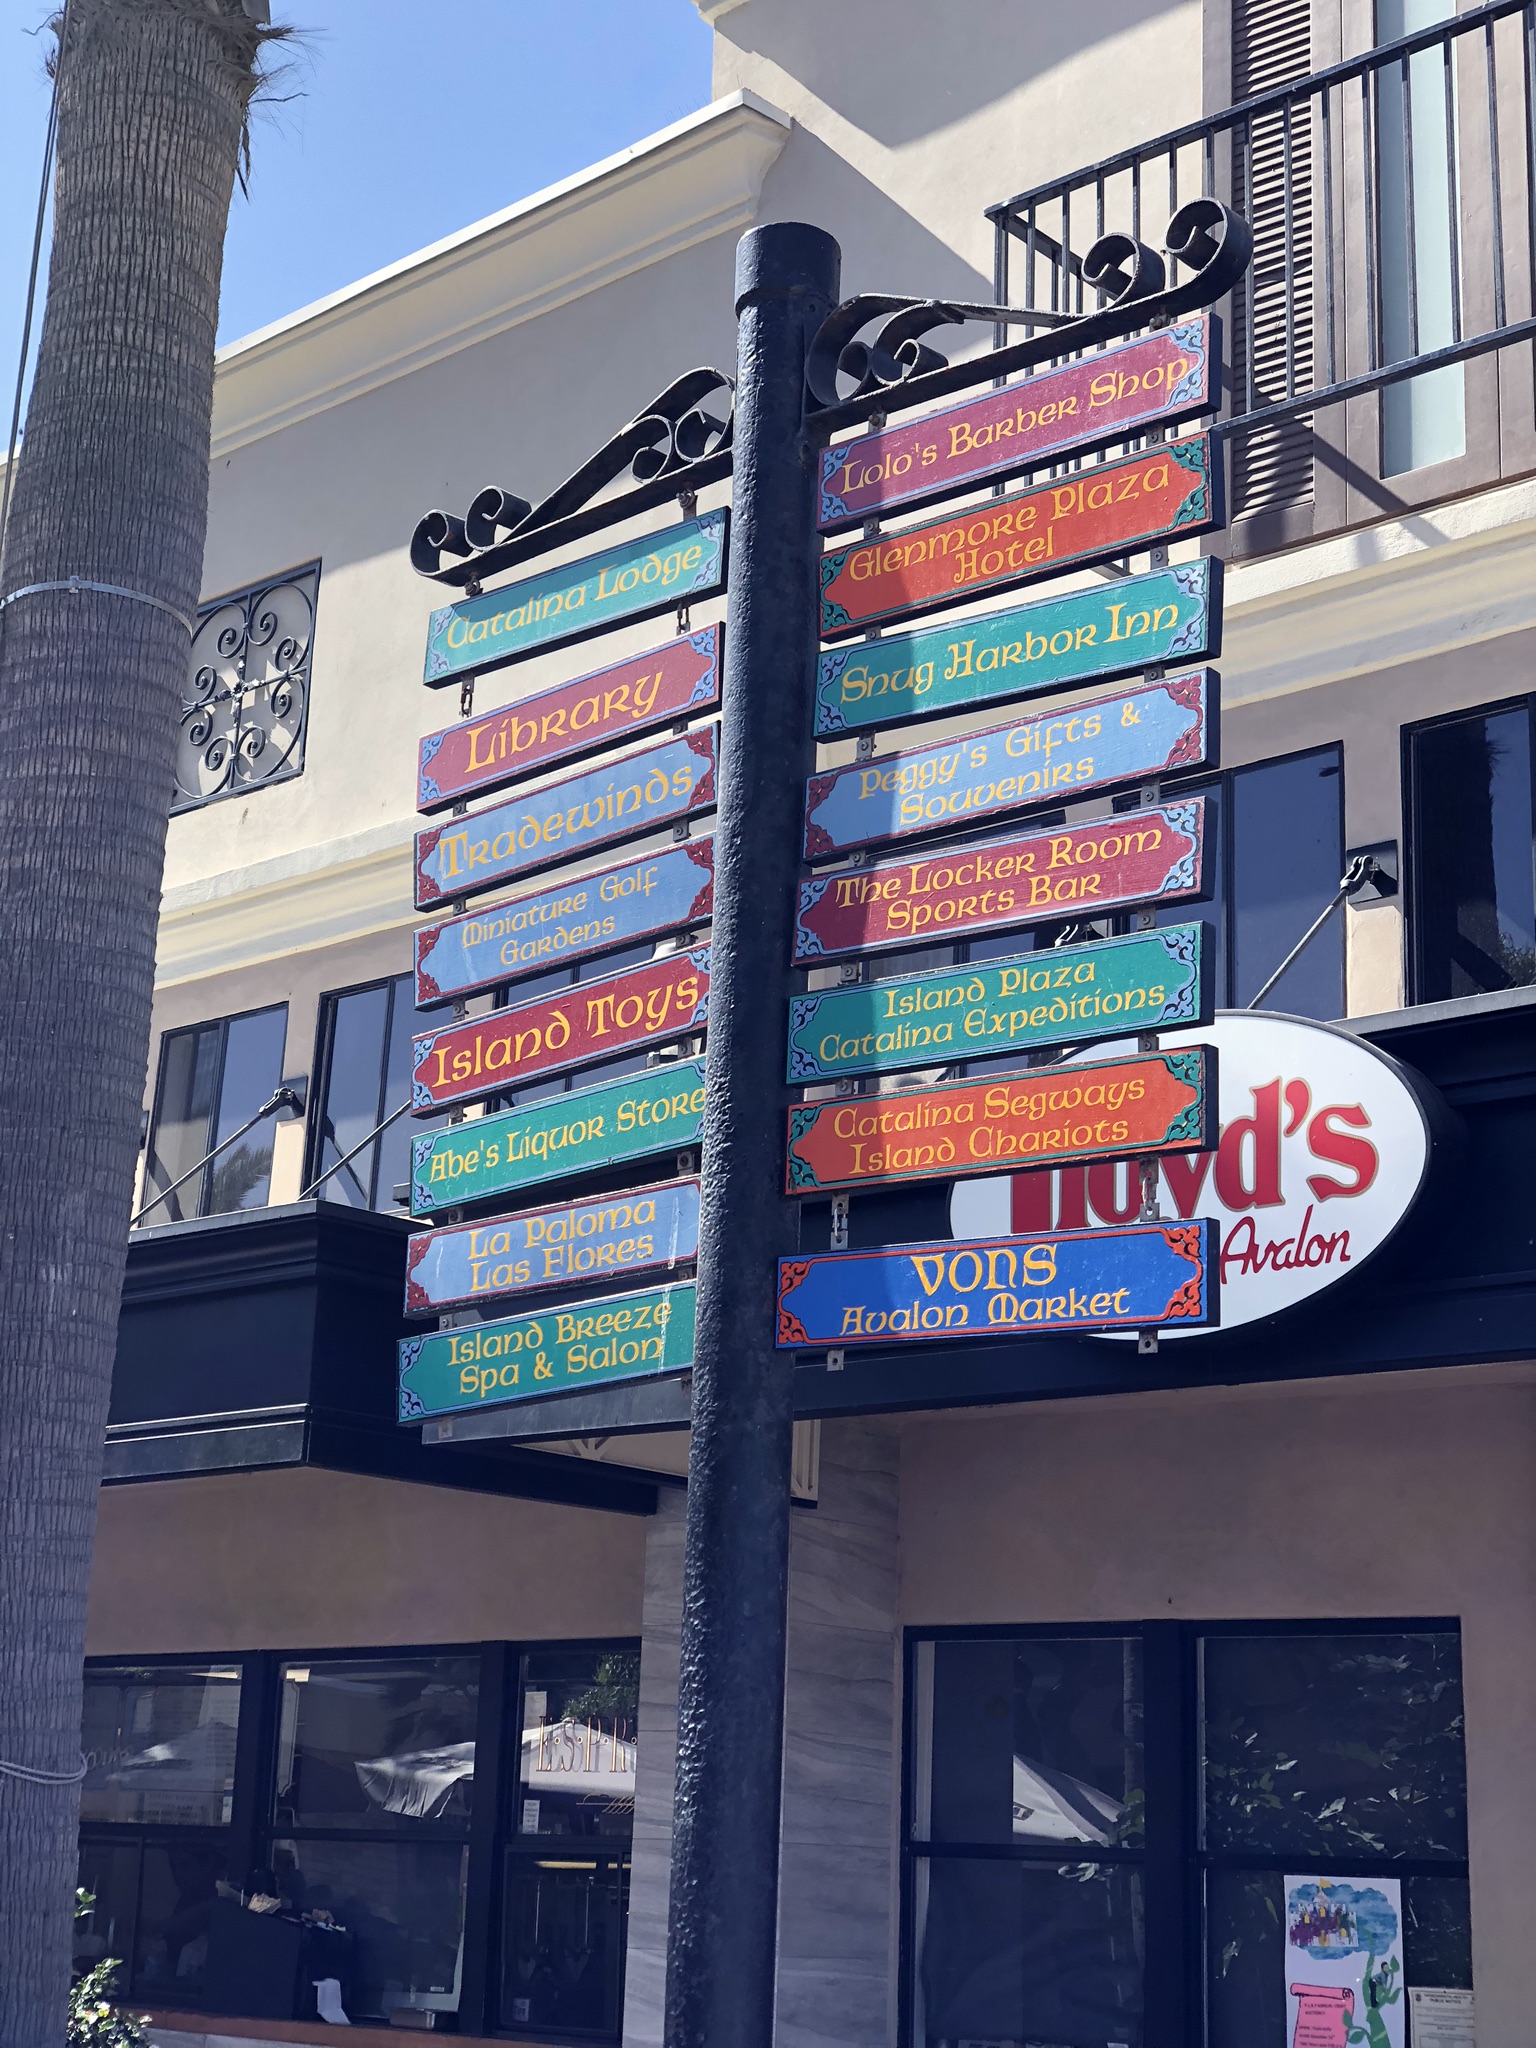 Catalina Lodge
Library
Tradewinds
Miniature Golf
Gardens
Island Toys
Abe's Liquor Store
La Paloma
Las Flores
Island Breeze
Spa & Salon
Lolo's Barber Shop
Glenmore Plaza
Hotel
Snug Harbor Inn
Peggy's Gifts &
Souvenirs
The Locker Room
Sports Bar
Island Plaza
Catalina Expeditions
Catalina Segways
Island Chariots
VONS
Avalon Market
lloyd's
Avalon
E·S·P·R